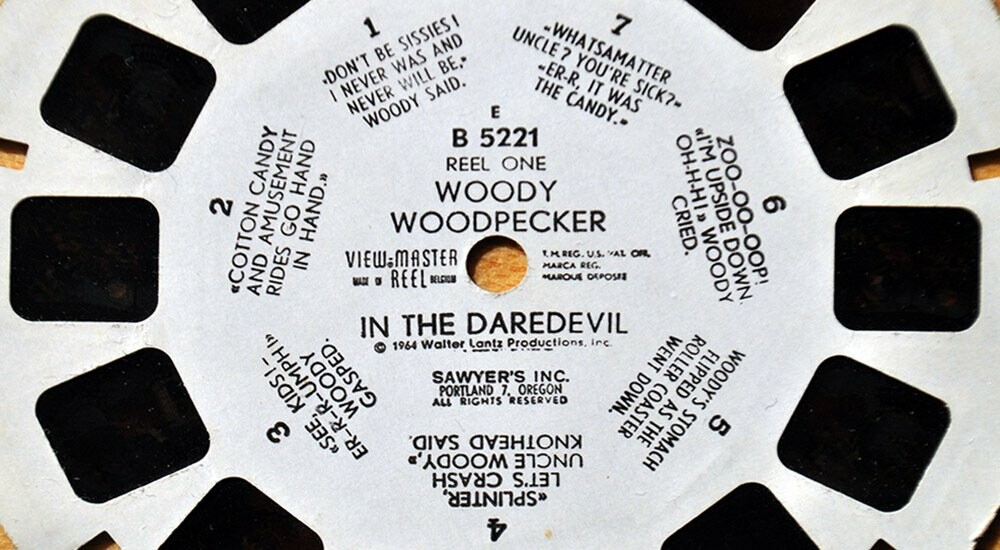 1
«DON'T BE SISSIES!
I NEVER WAS AND
NEVER WILL BE.»
WOODY SAID.
7
«WHATSAMATTER
UNCLE? YOU'RE SICK?»
«ER-R, IT WAS
THE CANDY.»
E
B 5221
REEL ONE
WOODY
WOODPECKER
VIEW-MASTER
MADE IN REEL BELGIUM
T.M. REG. U.S. PAT. OFF.
MARCA REG.
MARQUE DEPOSÉE
IN THE DAREDEVIL
© 1964 Walter Lantz Productions, Inc.
SAWYER'S INC.
PORTLAND 7, OREGON
ALL RIGHTS RESERVED
2
«COTTON CANDY
AND AMUSEMENT
RIDES GO HAND
IN HAND.»
3
«SEE, KIDS! –
ER-R-R-UMPH!»
WOODY
GASPED.
4
«SPLINTER,
LET'S CRASH
UNCLE WOODY,»
KNOTHEAD SAID.
5
WOODY'S STOMACH
FLIPPED AS THE
ROLLER COASTER
WENT DOWN.
6
ZOO-OO-OOP!
«I'M UPSIDE DOWN.
OH-H-H!» WOODY
CRIED.